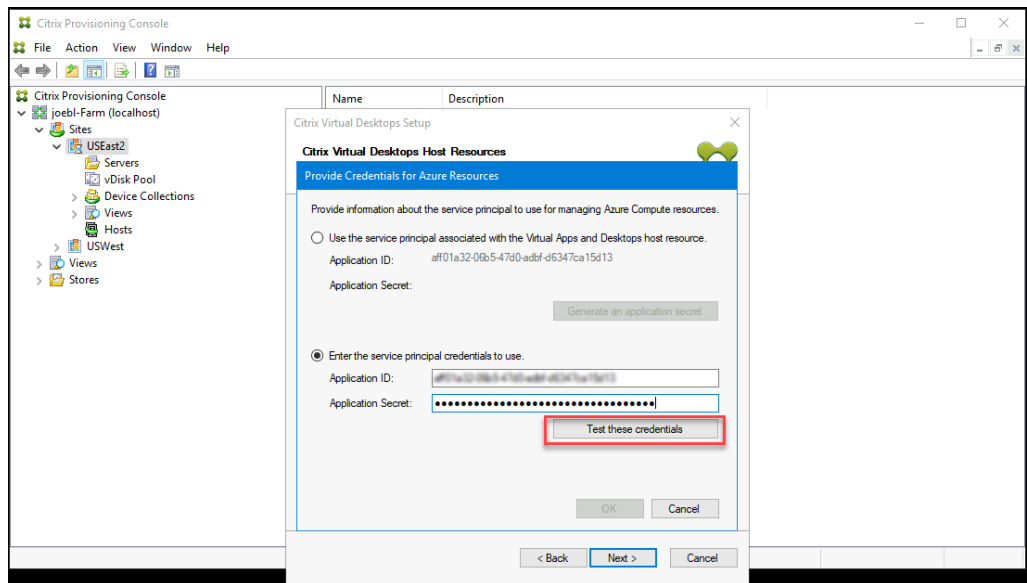 Citrix Provisioning Console
File Action View Window Help
Citrix Provisioning Console
joebl-Farm (localhost)
Sites
USEast2
Servers
vDisk Pool
Device Collections
Views
Hosts
USWest
Views
Stores
Name Description
Citrix Virtual Desktops Setup
Citrix Virtual Desktops Host Resources
Provide Credentials for Azure Resources
Provide information about the service principal to use for managing Azure Compute resources.
Use the service principal associated with the Virtual Apps and Desktops host resource.
Application ID: aff01a32-06b5-47d0-adbf-d6347ca15d13
Application Secret:
Generate an application secret
Enter the service principal credentials to use.
Application ID:
Application Secret:
Test these credentials
OK Cancel
< Back Next > Cancel